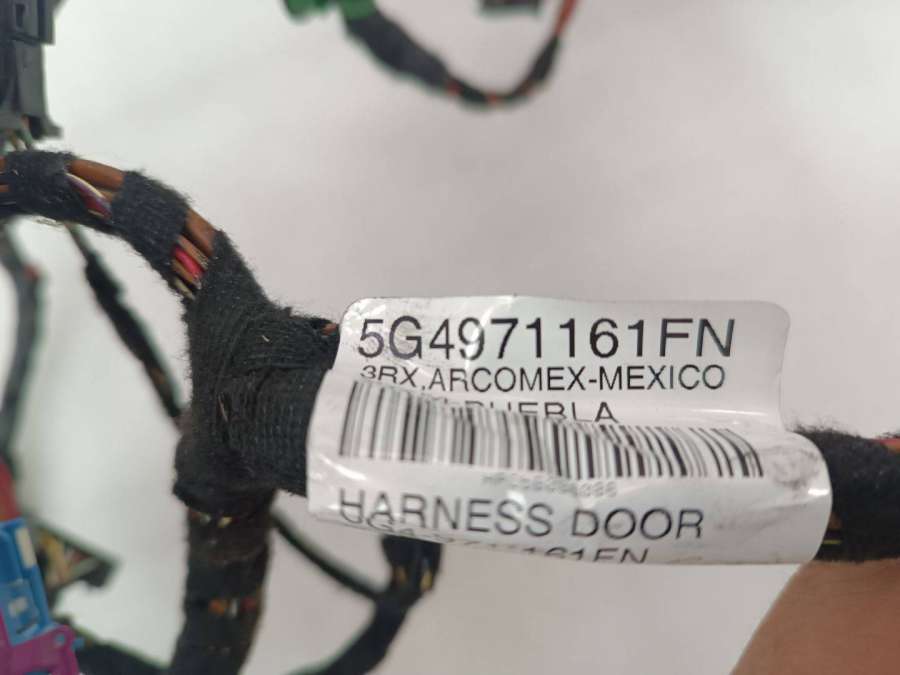 5G4971161FN
3RX.ARCOMEX-MEXICO
PUEBLA
HARNESS DOOR